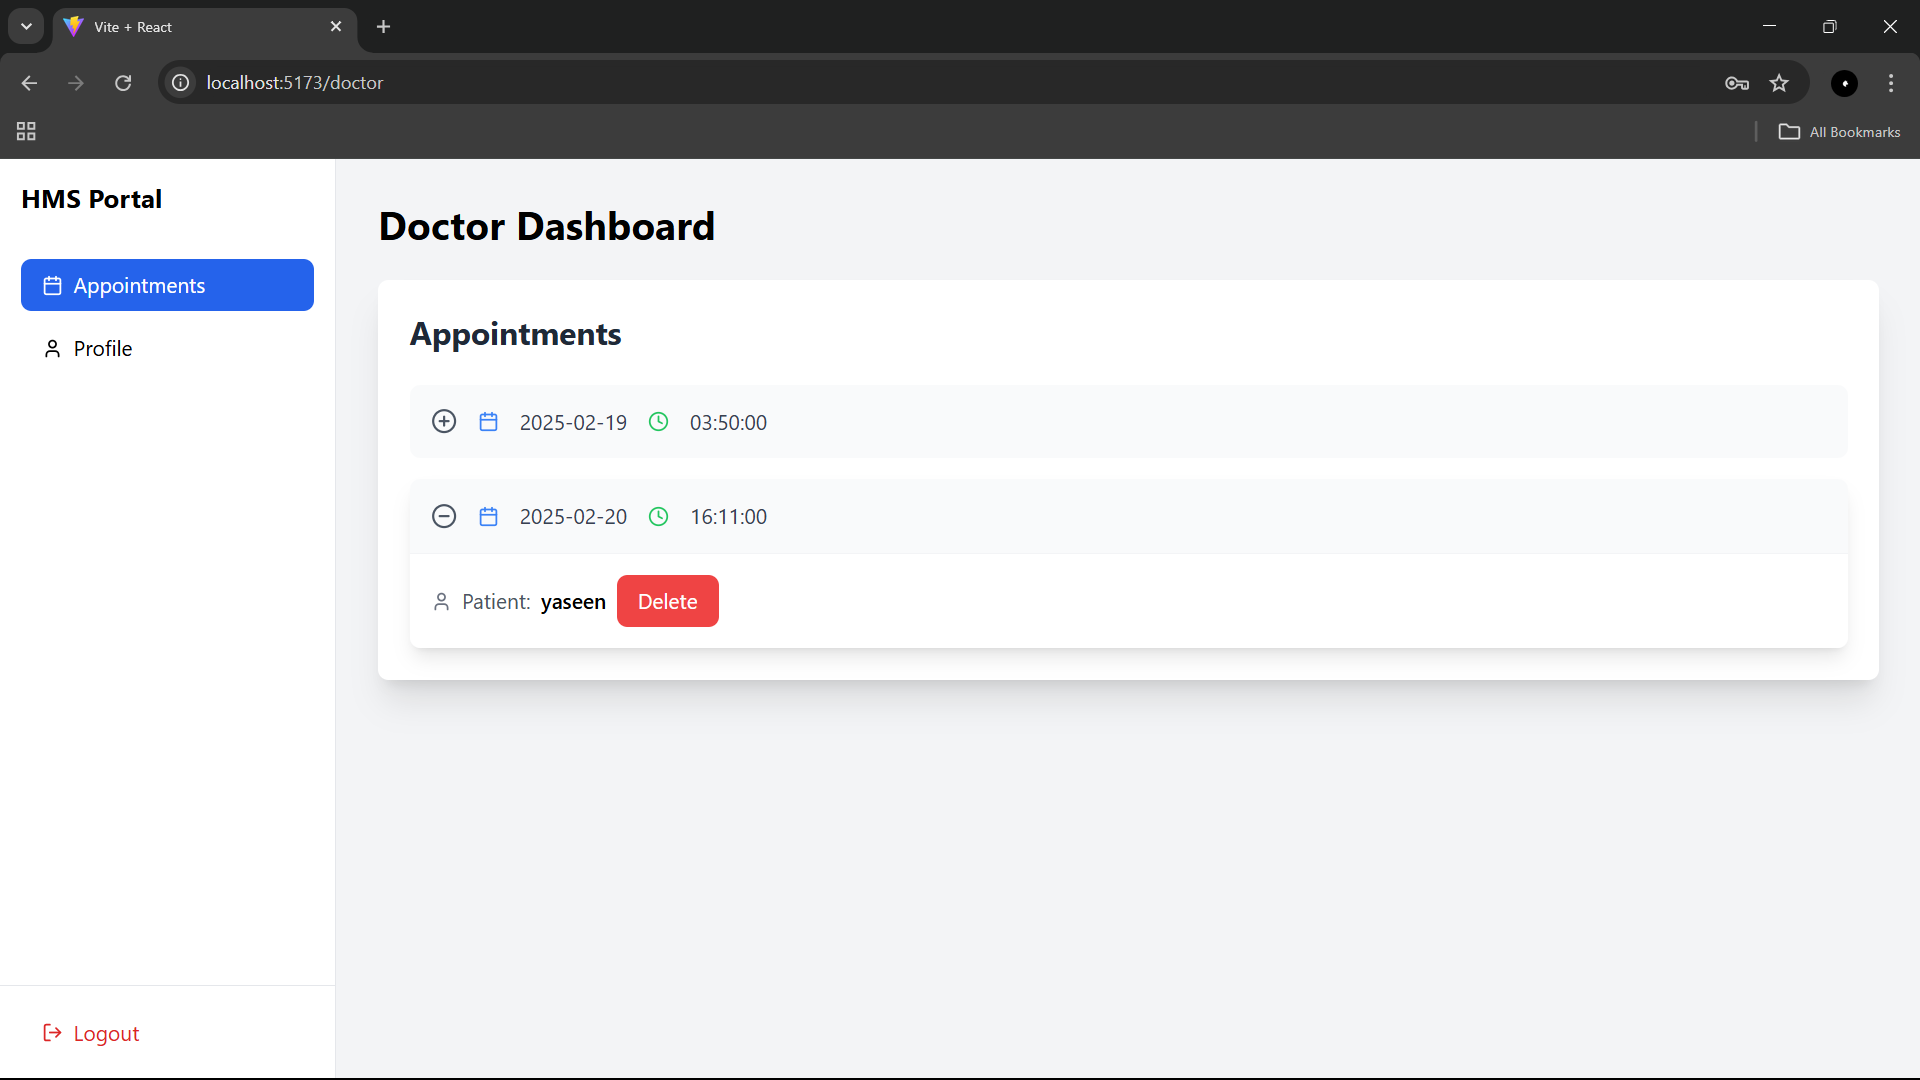 Vite + React
localhost:5173/doctor
All Bookmarks
HMS Portal
Appointments
Profile
Logout
Doctor Dashboard
Appointments
2025-02-19 03:50:00
2025-02-20 16:11:00
Patient: yaseen Delete